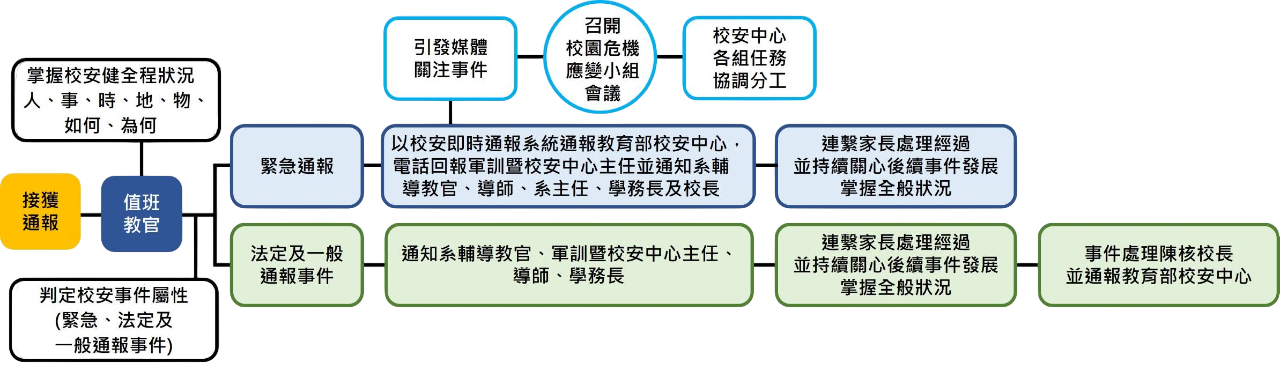 引發媒體
關注事件
召開
校園危機
應變小組
會議
校安中心
各組任務
協調分工
掌握校安健全程狀況
人、事、時、地、物、
如何、為何
緊急通報
以校安即時通報系統通報教育部校安中心，
電話回報軍訓暨校安中心主任並通知系輔
導教官、導師、系主任、學務長及校長
連繫家長處理經過
並持續關心後續事件發展
掌握全般狀況
接獲
通報
值班
教官
法定及一般
通報事件
通知系輔導教官、軍訓暨校安中心主任、
導師、學務長
連繫家長處理經過
並持續關心後續事件發展
掌握全般狀況
事件處理陳核校長
並通報教育部校安中心
判定校安事件屬性
(緊急、法定及
一般通報事件)